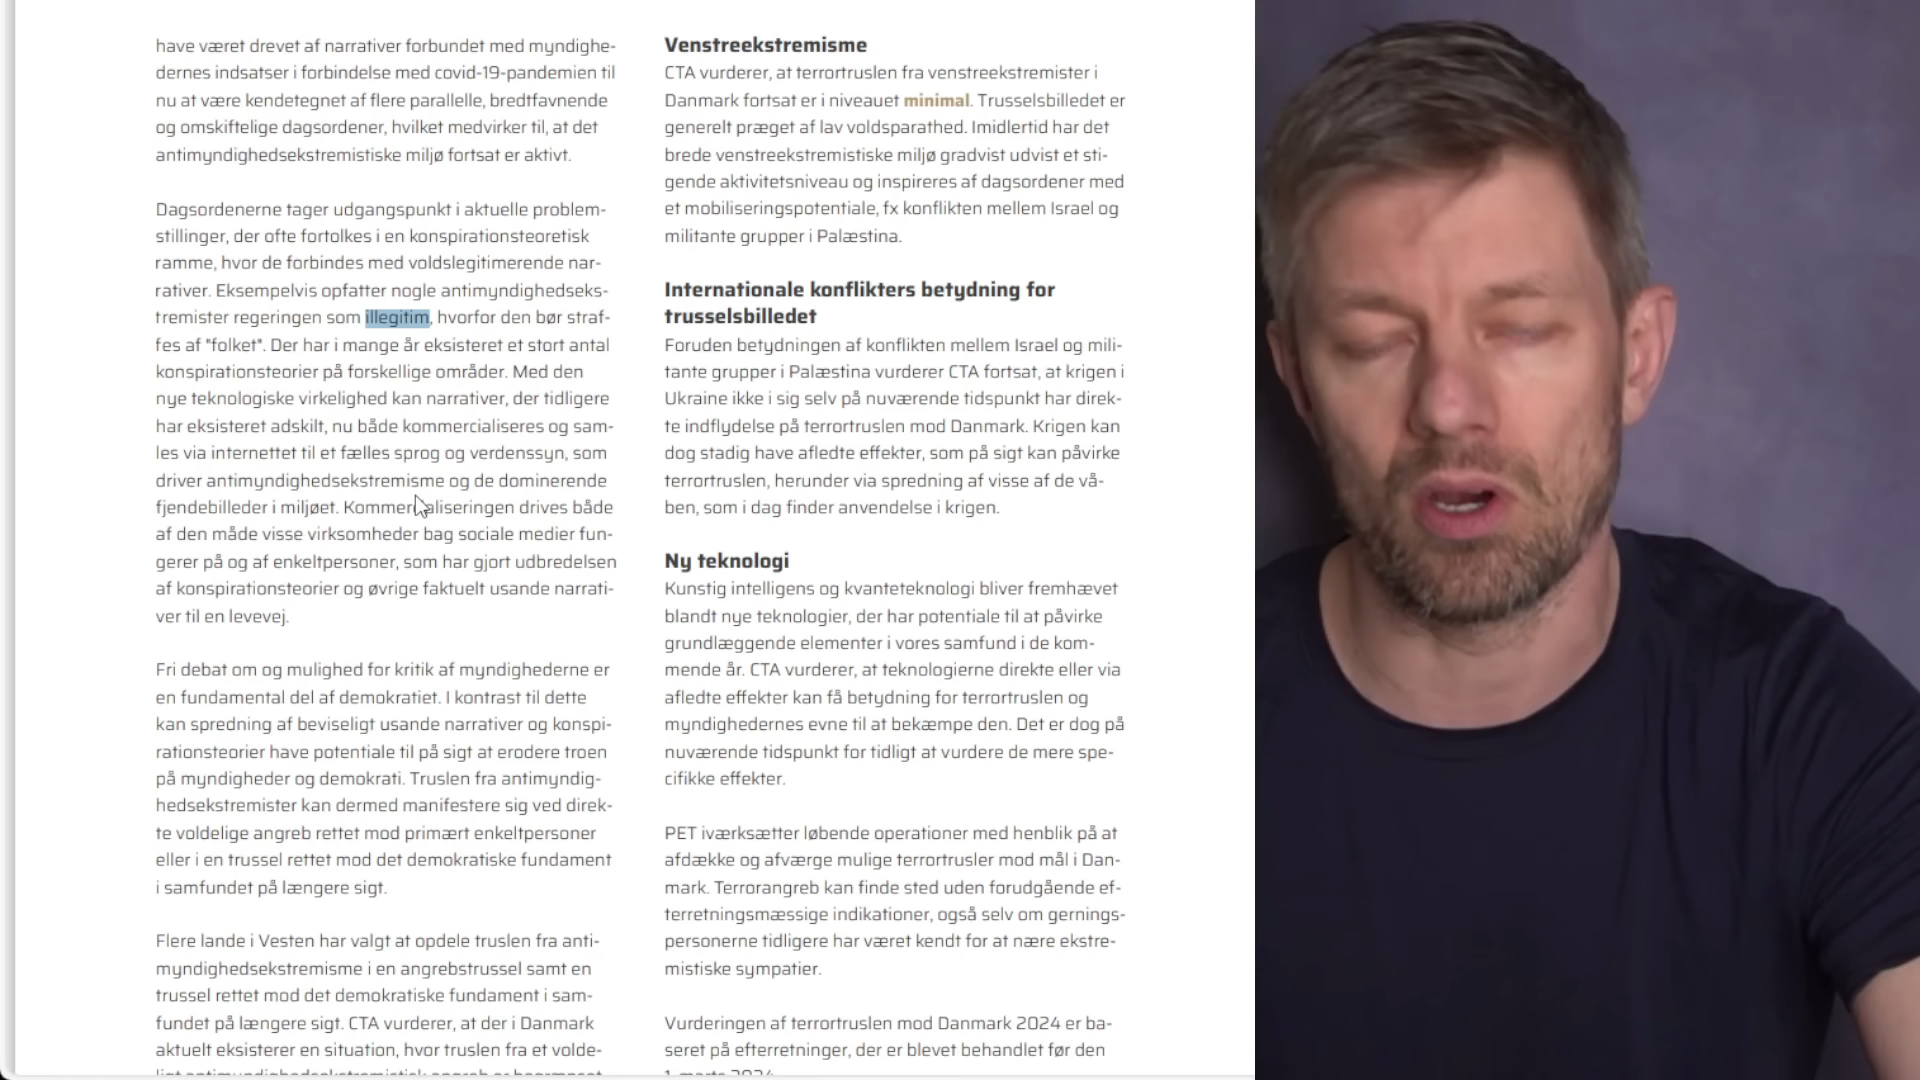 have været drevet af narrativer forbundet med myndighe-
dernes indsatser i forbindelse med covid-19-pandemien til
nu at være kendetegnet af flere parallelle, bredtfavnende
og omskiftelige dagsordener, hvilket medvirker til, at det
antimyndighedsekstremistiske miljø fortsat er aktivt.
Dagsordenerne tager udgangspunkt i aktuelle problem-
stillinger, der ofte fortolkes i en konspirationsteoretisk
ramme, hvor de forbindes med voldslegitimerende nar-
rativer. Eksempelvis opfatter nogle antimyndighedseks-
tremister regeringen som illegitim, hvorfor den bør straf-
fes af "folket". Der har i mange år eksisteret et stort antal
konspirationsteorier på forskellige områder. Med den
nye teknologiske virkelighed kan narrativer, der tidligere
har eksisteret adskilt, nu både kommercialiseres og sam-
les via internettet til et fælles sprog og verdenssyn, som
driver antimyndighedsekstremisme og de dominerende
fjendebilleder i miljøet. Kommercialiseringen drives både
af den måde visse virksomheder bag sociale medier fun-
gerer på og af enkeltpersoner, som har gjort udbredelsen
af konspirationsteorier og øvrige faktuelt usande narrati-
ver til en levevej.
Fri debat om og mulighed for kritik af myndighederne er
en fundamental del af demokratiet. I kontrast til dette
kan spredning af beviseligt usande narrativer og konspi-
rationsteorier have potentiale til på sigt at erodere troen
på myndigheder og demokrati. Truslen fra antimyndig-
hedsekstremister kan dermed manifestere sig ved direk-
te voldelige angreb rettet mod primært enkeltpersoner
eller i en trussel rettet mod det demokratiske fundament
i samfundet på længere sigt.
Flere lande i Vesten har valgt at opdele truslen fra anti-
myndighedsekstremisme i en angrebstrussel samt en
trussel rettet mod det demokratiske fundament i sam-
fundet på længere sigt. CTA vurderer, at der i Danmark
aktuelt eksisterer en situation, hvor truslen fra et volde-
ligt antimyndighedsekstremistisk angreb er begrænset
Venstreekstremisme
CTA vurderer, at terrortruslen fra venstreekstremister i
Danmark fortsat er i niveauet minimal. Trusselsbilledet er
generelt præget af lav voldsparathed. Imidlertid har det
brede venstreekstremistiske miljø gradvist udvist et sti-
gende aktivitetsniveau og inspireres af dagsordener med
et mobiliseringspotentiale, fx konflikten mellem Israel og
militante grupper i Palæstina.
Internationale konflikters betydning for
trusselsbilledet
Foruden betydningen af konflikten mellem Israel og mili-
tante grupper i Palæstina vurderer CTA fortsat, at krigen i
Ukraine ikke i sig selv på nuværende tidspunkt har direk-
te indflydelse på terrortruslen mod Danmark. Krigen kan
dog stadig have afledte effekter, som på sigt kan påvirke
terrortruslen, herunder via spredning af visse af de vå-
ben, som i dag finder anvendelse i krigen.
Ny teknologi
Kunstig intelligens og kvanteteknologi bliver fremhævet
blandt nye teknologier, der har potentiale til at påvirke
grundlæggende elementer i vores samfund i de kom-
mende år. CTA vurderer, at teknologierne direkte eller via
afledte effekter kan få betydning for terrortruslen og
myndighedernes evne til at bekæmpe den. Det er dog på
nuværende tidspunkt for tidligt at vurdere de mere spe-
cifikke effekter.
PET iværksætter løbende operationer med henblik på at
afdække og afværge mulige terrortrusler mod mål i Dan-
mark. Terrorangreb kan finde sted uden forudgående ef-
terretningsmæssige indikationer, også selv om gernings-
personerne tidligere har været kendt for at nære ekstre-
mistiske sympatier.
Vurderingen af terrortruslen mod Danmark 2024 er ba-
seret på efterretninger, der er blevet behandlet før den
1. marts 2024.